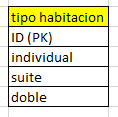 tipo habitacion
ID (PK)
individual
suite
doble